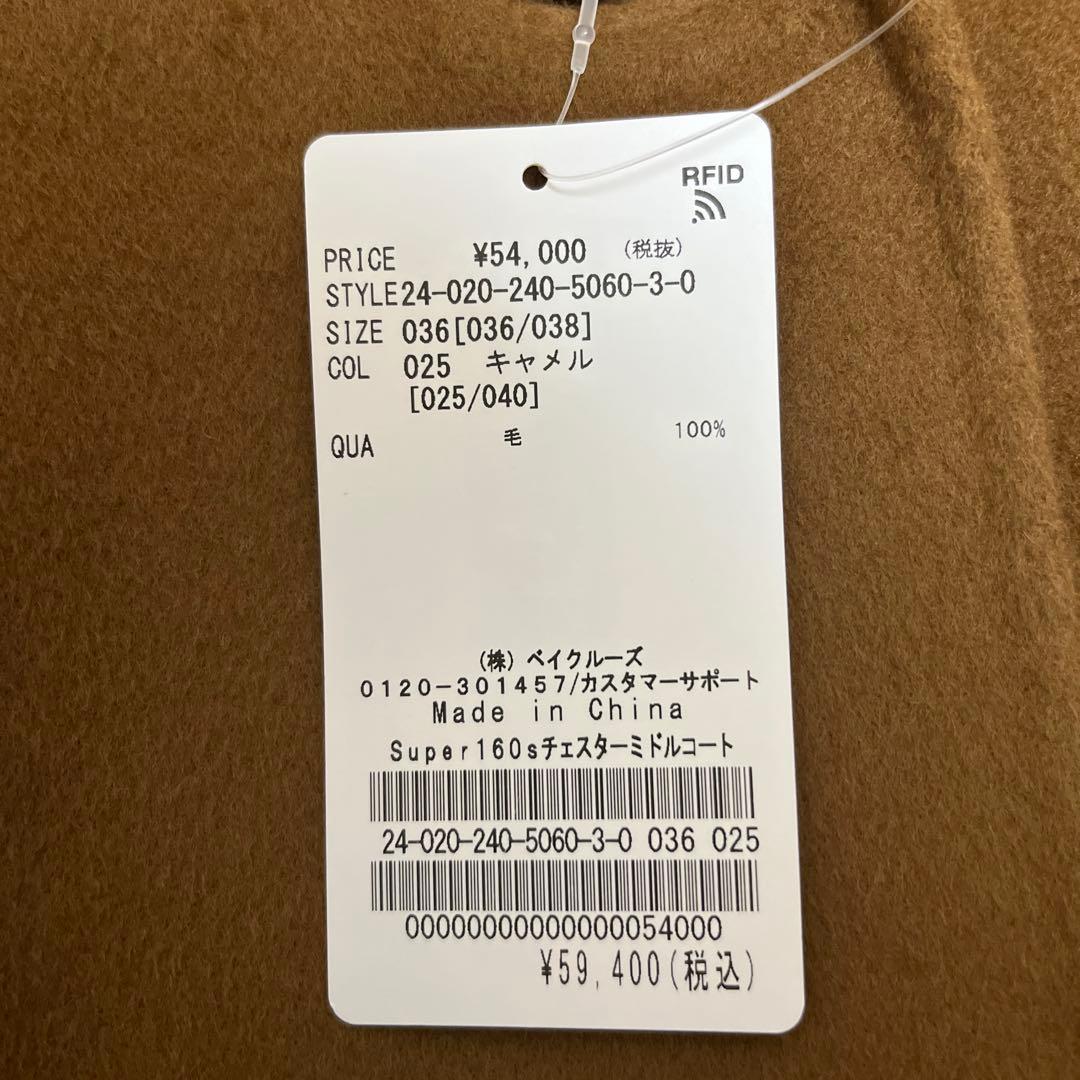 RFID
PRICE ¥54,000 (税抜)
STYLE 24-020-240-5060-3-0
SIZE 036[036/038]
COL 025 キャメル
[025/040]
QUA 毛 100%
(株) ベイクルーズ
0120-301457/カスタマーサポート
Made in China
Super160sチェスターミドルコート
24-020-240-5060-3-0 036 025
000000000000000054000
¥59,400(税込)